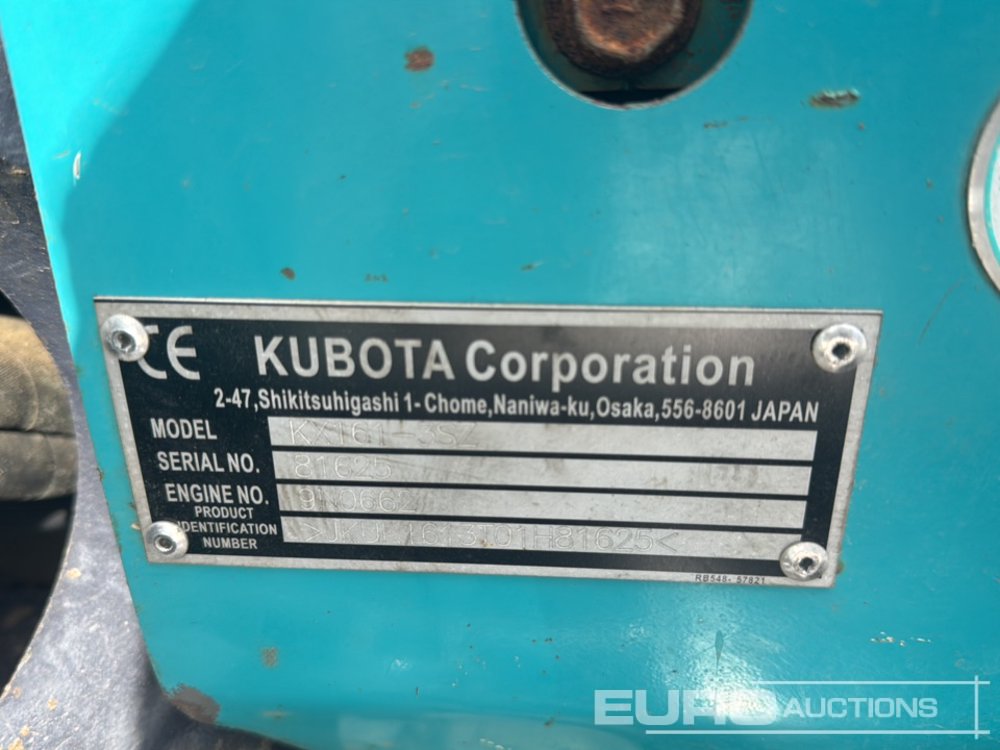 CE KUBOTA Corporation
2-47,Shikitsuhigashi 1-Chome,Naniwa-ku,Osaka,556-8601 JAPAN
MODEL KX161-3SZ
SERIAL NO. 81625
ENGINE NO.
PRODUCT IDENTIFICATION NUMBER
RB548-57821
EURO AUCTIONS